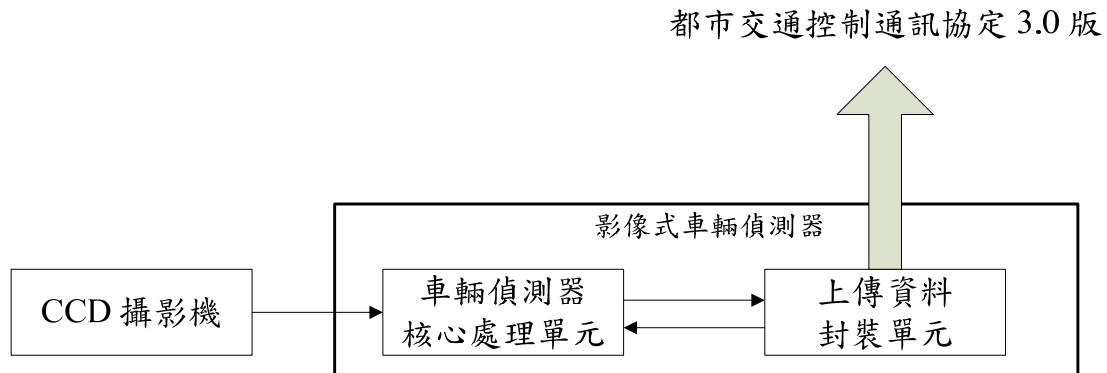 都市交通控制通訊協定 3.0 版
影像式車輛偵測器
CCD 攝影機
車輛偵測器
核心處理單元
上傳資料
封裝單元